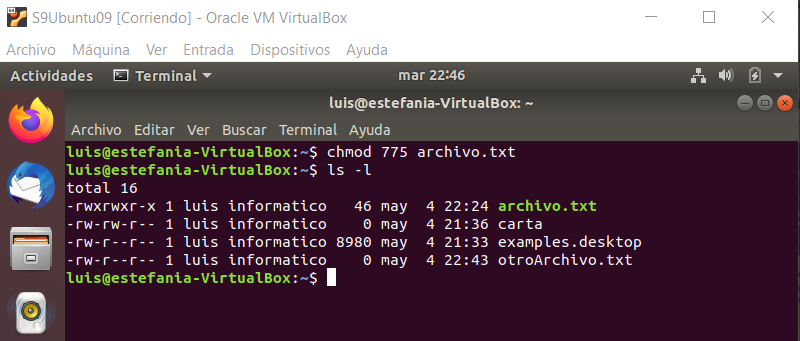 S9Ubuntu09 [Corriendo] - Oracle VM VirtualBox
Archivo Máquina Ver Entrada Dispositivos Ayuda
Actividades Terminal mar 22:46
luis@estefania-VirtualBox: ~
Archivo Editar Ver Buscar Terminal Ayuda
luis@estefania-VirtualBox:~$ chmod 775 archivo.txt
luis@estefania-VirtualBox:~$ ls -l
total 16
-rwxrwxr-x 1 luis informatico   46 may  4 22:24 archivo.txt
-rw-rw-r-- 1 luis informatico    0 may  4 21:36 carta
-rw-r--r-- 1 luis informatico 8980 may  4 21:33 examples.desktop
-rw-r--r-- 1 luis informatico    0 may  4 22:43 otroArchivo.txt
luis@estefania-VirtualBox:~$